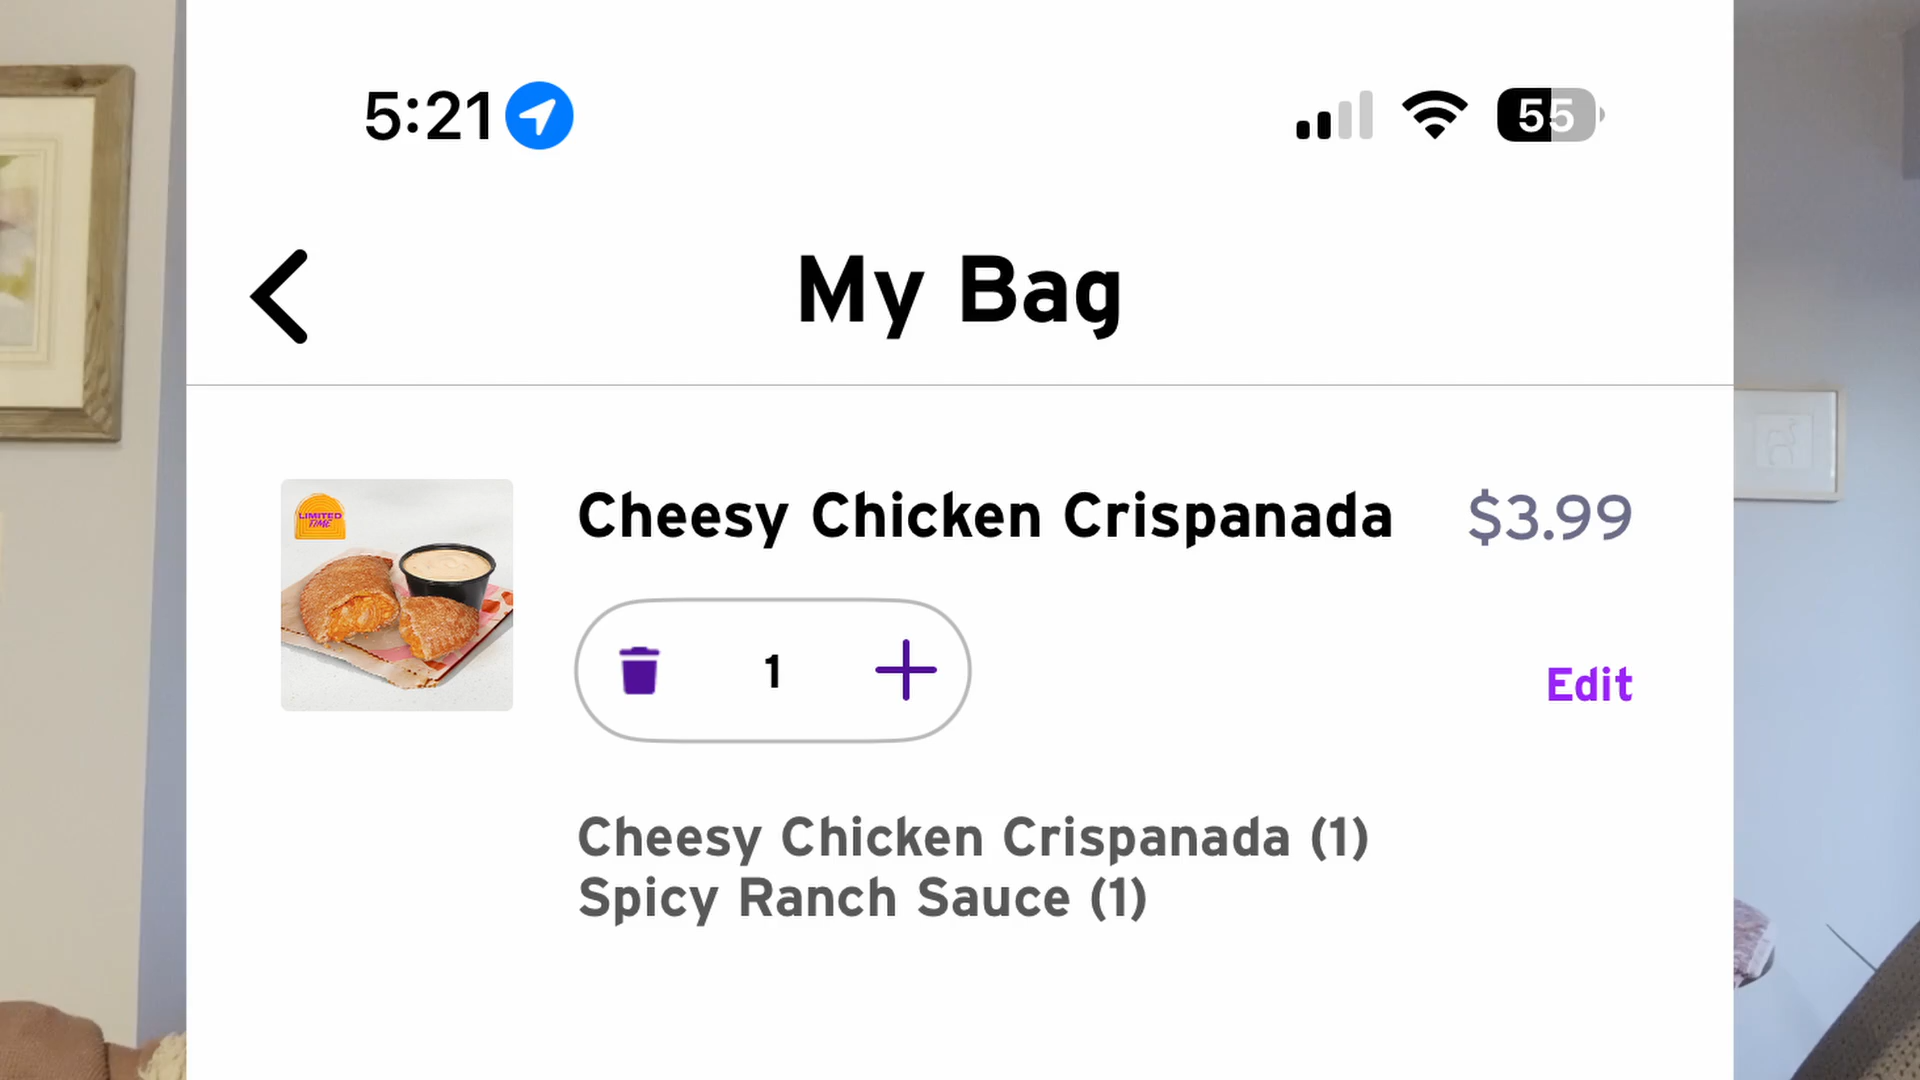 5:21
55
My Bag
LIMITED
TIME
Cheesy Chicken Crispanada
$3.99
1
Edit
Cheesy Chicken Crispanada (1)
Spicy Ranch Sauce (1)